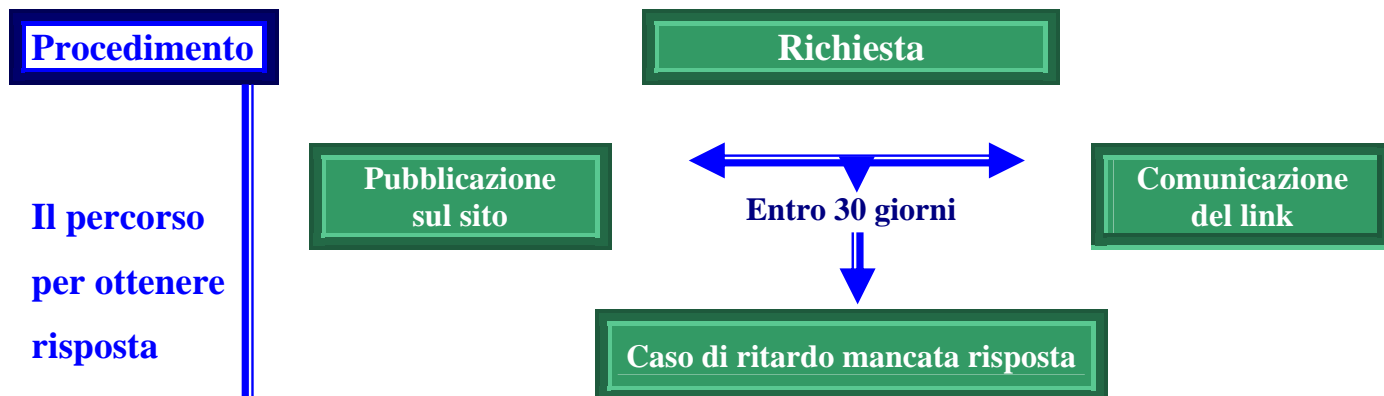 Procedimento
Il percorso
per ottenere
risposta
Richiesta
Pubblicazione
sul sito
Entro 30 giorni
Comunicazione
del link
Caso di ritardo mancata risposta